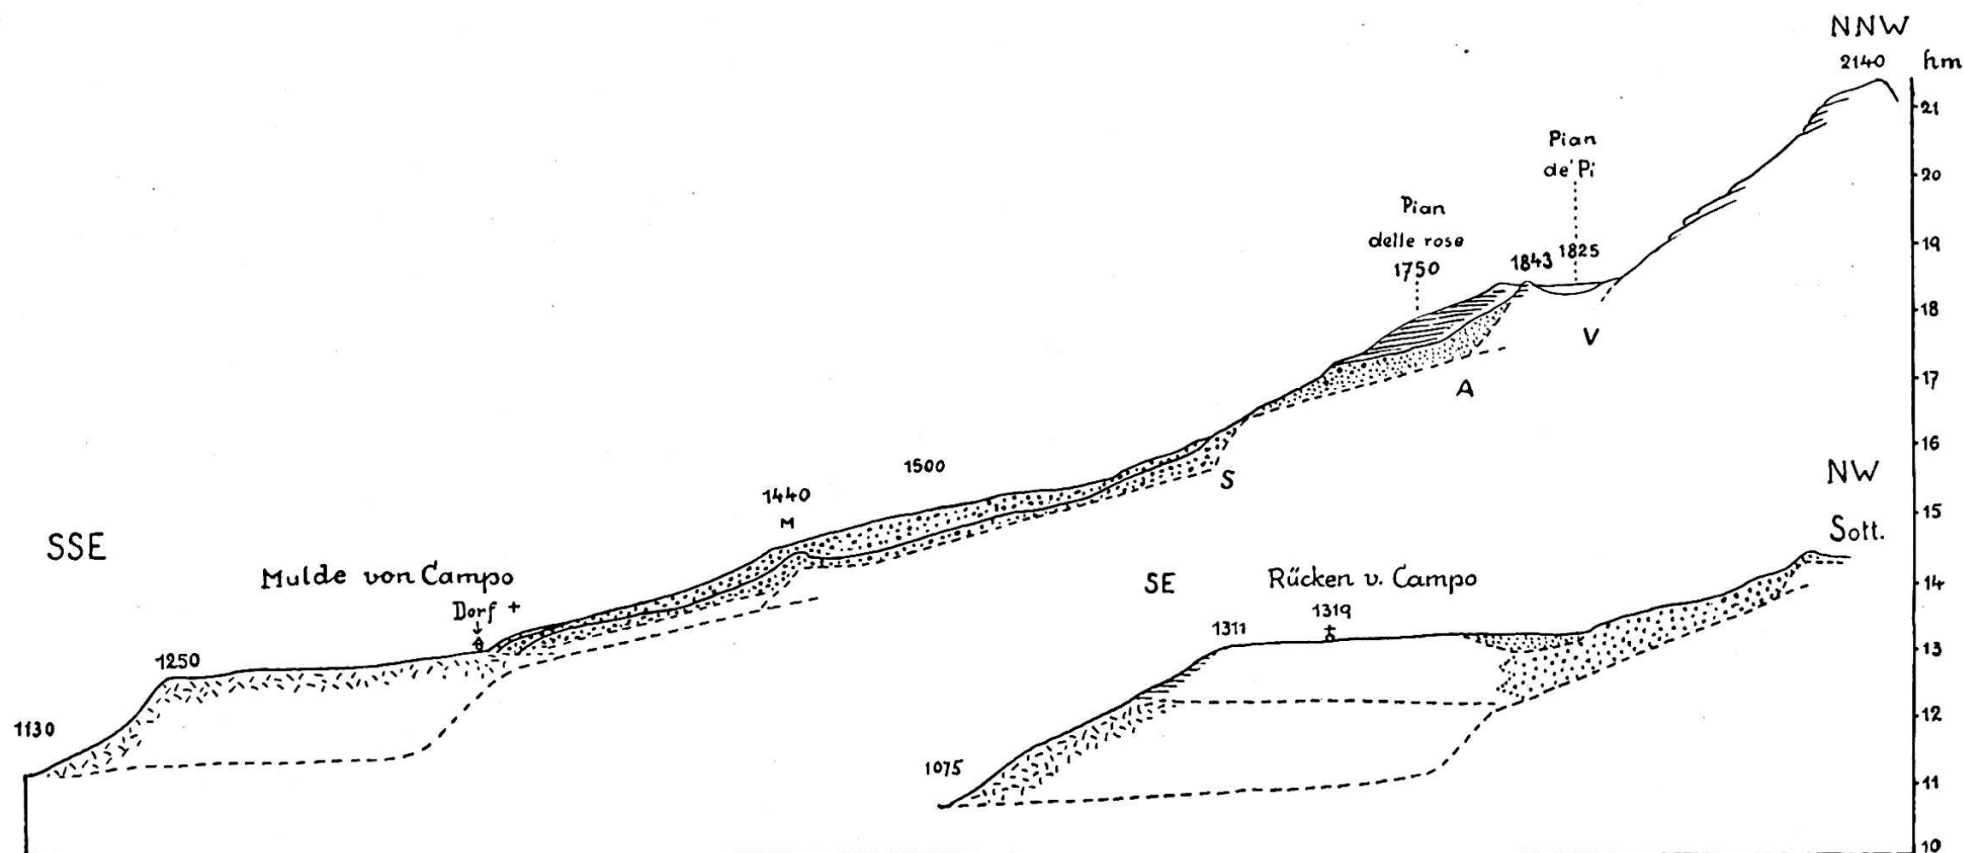 NNW
2140
hm
21
Pian
de' Pi
20
Pian
delle rose
1750
1843
1825
19
18
V
17
A
16
1500
S
NW
1440
M
15
SSE
Sott.
Mulde von Campo
SE
Rücken v. Campo
14
Dorf +
1319
1311
1250
13
1130
12
1075
11
10